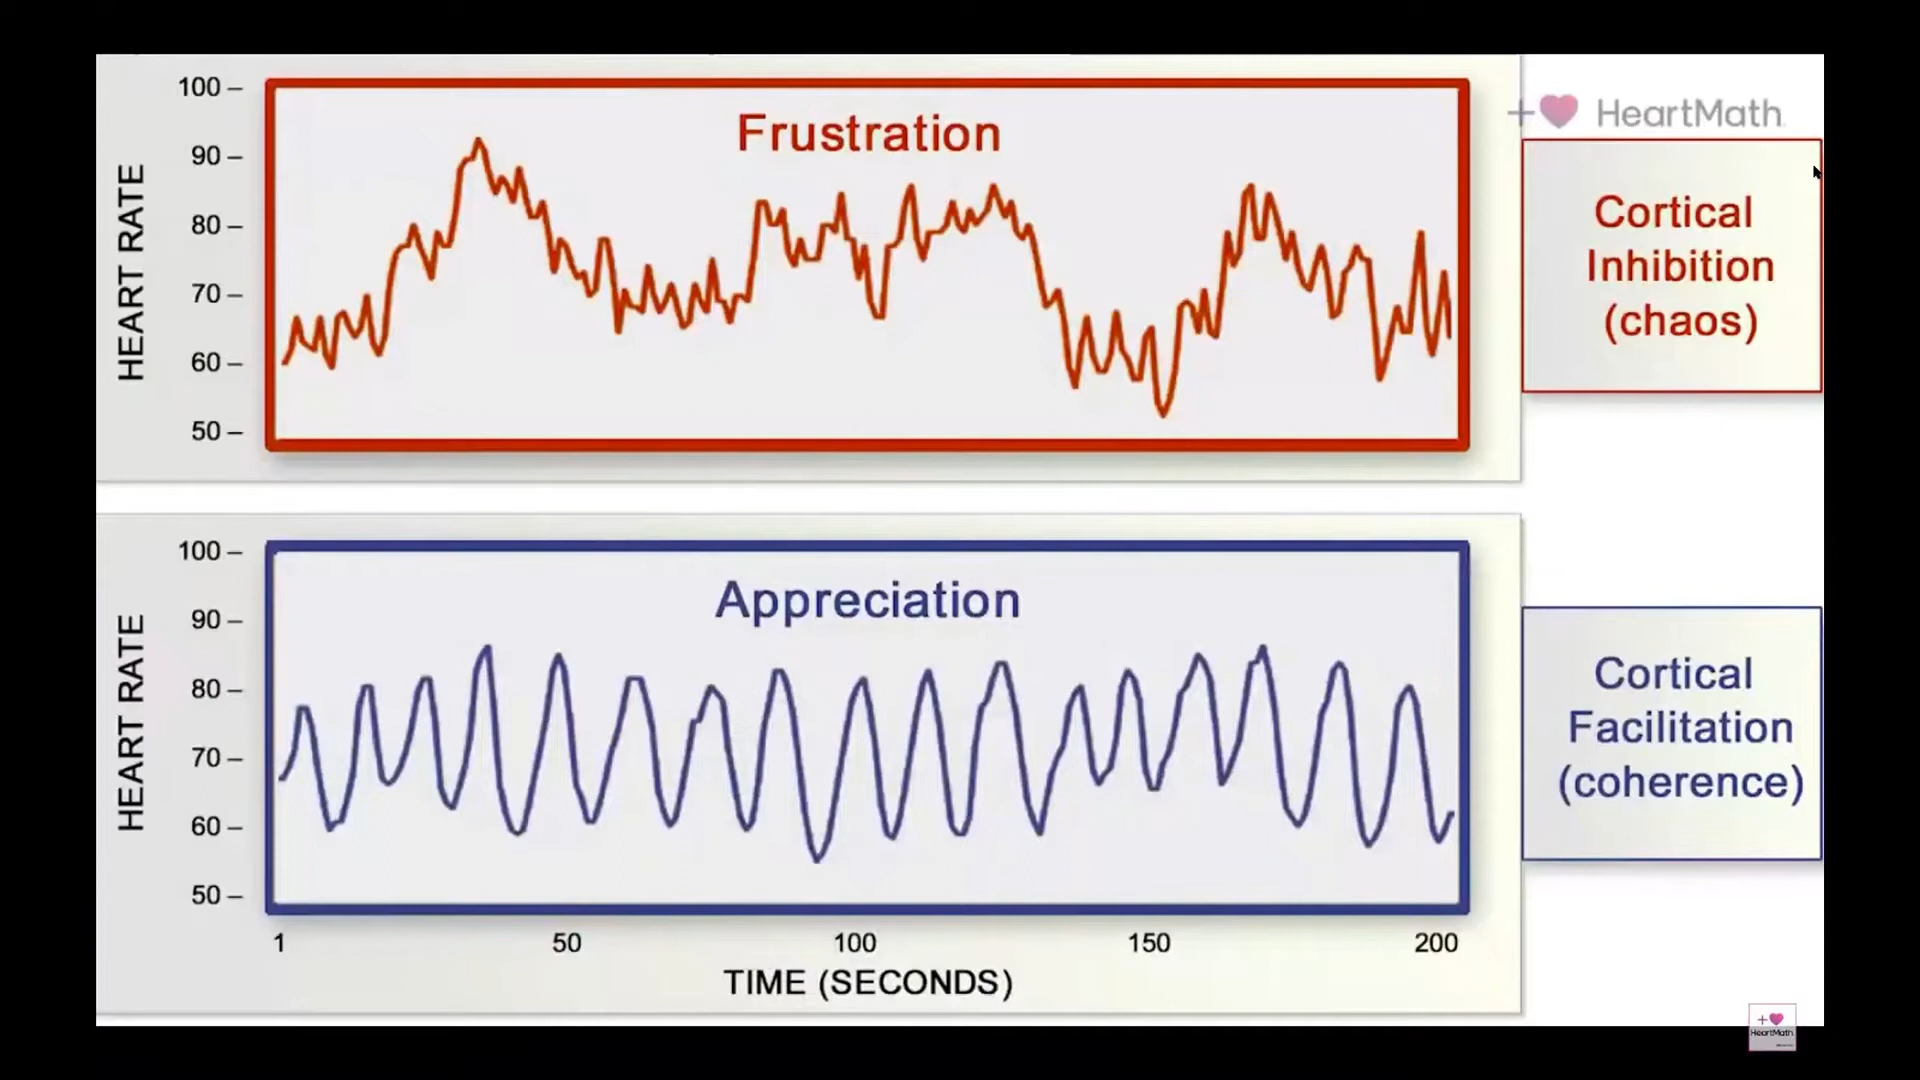 100
90
80
70
60
50
HEART RATE
Frustration
HeartMath
Cortical
Inhibition
(chaos)
100
90
80
70
60
50
HEART RATE
Appreciation
Cortical
Facilitation
(coherence)
1 50 100 150 200
TIME (SECONDS)
HeartMath